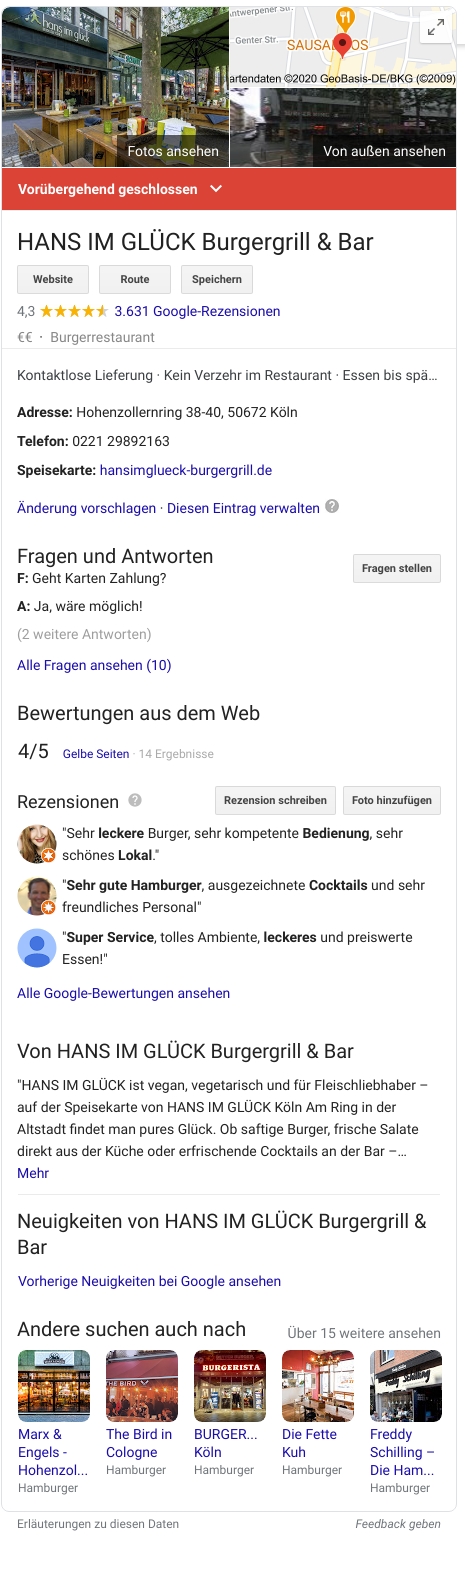 hans im glück
Antwerpener Str.
Genter Str.
SAUSALITOS
Kartendaten ©2020 GeoBasis-DE/BKG (©2009)
Fotos ansehen
Von außen ansehen
Vorübergehend geschlossen
HANS IM GLÜCK Burgergrill & Bar
Website Route Speichern
4,3 3.631 Google-Rezensionen
€€ · Burgerrestaurant
Kontaktlose Lieferung · Kein Verzehr im Restaurant · Essen bis spä…
Adresse: Hohenzollernring 38-40, 50672 Köln
Telefon: 0221 29892163
Speisekarte: hansimglueck-burgergrill.de
Änderung vorschlagen · Diesen Eintrag verwalten ?
Fragen und Antworten
Fragen stellen
F: Geht Karten Zahlung?
A: Ja, wäre möglich!
(2 weitere Antworten)
Alle Fragen ansehen (10)
Bewertungen aus dem Web
4/5 Gelbe Seiten · 14 Ergebnisse
Rezensionen ? Rezension schreiben Foto hinzufügen
"Sehr leckere Burger, sehr kompetente Bedienung, sehr
schönes Lokal."
"Sehr gute Hamburger, ausgezeichnete Cocktails und sehr
freundliches Personal"
"Super Service, tolles Ambiente, leckeres und preiswerte
Essen!"
Alle Google-Bewertungen ansehen
Von HANS IM GLÜCK Burgergrill & Bar
"HANS IM GLÜCK ist vegan, vegetarisch und für Fleischliebhaber –
auf der Speisekarte von HANS IM GLÜCK Köln Am Ring in der
Altstadt findet man pures Glück. Ob saftige Burger, frische Salate
direkt aus der Küche oder erfrischende Cocktails an der Bar –…
Mehr
Neuigkeiten von HANS IM GLÜCK Burgergrill &
Bar
Vorherige Neuigkeiten bei Google ansehen
Andere suchen auch nach Über 15 weitere ansehen
THE BIRD
BURGERISTA
Freddy Schilling
Marx &
Engels -
Hohenzol...
Hamburger
The Bird in
Cologne
Hamburger
BURGER...
Köln
Hamburger
Die Fette
Kuh
Hamburger
Freddy
Schilling –
Die Ham...
Hamburger
Erläuterungen zu diesen Daten Feedback geben